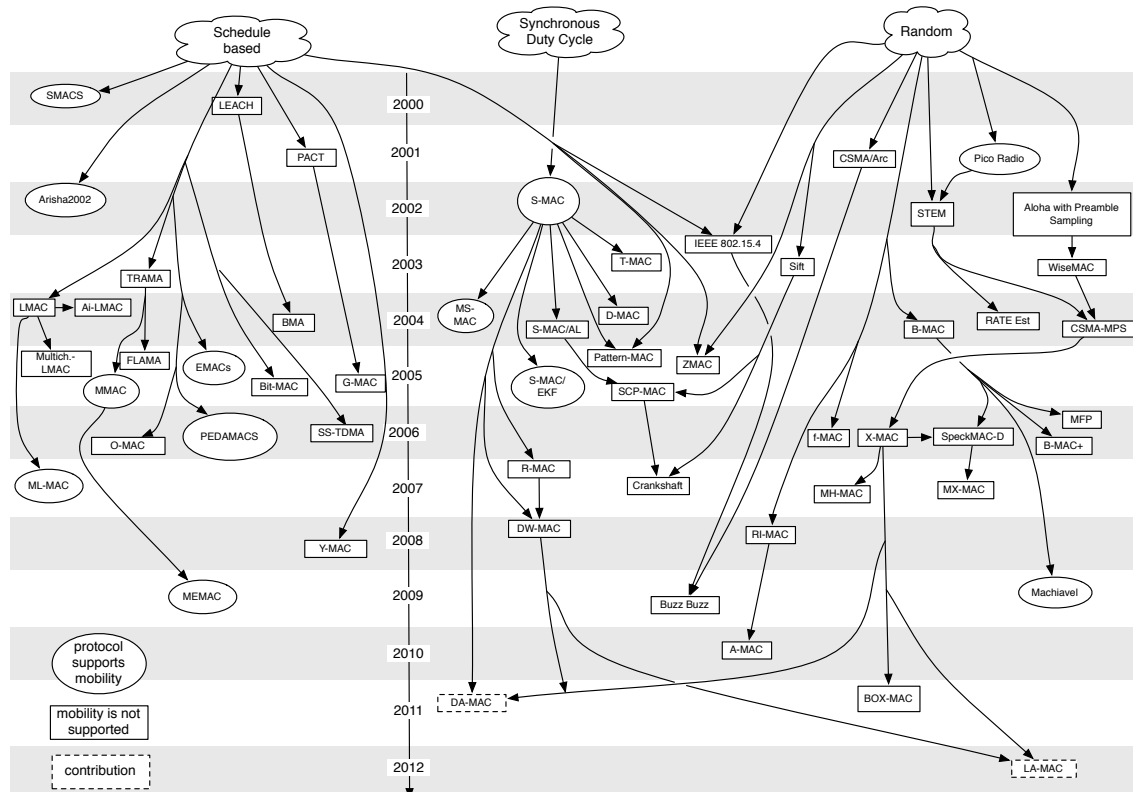 Schedule
based
Synchronous
Duty Cycle
Random
SMACS
LEACH
2000
PACT
2001
CSMA/Arc
Pico Radio
Arisha2002
S-MAC
2002
STEM
Aloha with Preamble
Sampling
IEEE 802.15.4
T-MAC
2003
Sift
WiseMAC
TRAMA
LMAC
Ai-LMAC
BMA
2004
MS-
MAC
S-MAC/AL
D-MAC
B-MAC
RATE Est
CSMA-MPS
Multich.-
LMAC
FLAMA
EMACs
Pattern-MAC
ZMAC
MMAC
Bit-MAC
G-MAC
2005
S-MAC/
EKF
SCP-MAC
MFP
O-MAC
PEDAMACS
SS-TDMA
2006
f-MAC
X-MAC
SpeckMAC-D
B-MAC+
R-MAC
ML-MAC
2007
Crankshaft
MH-MAC
MX-MAC
DW-MAC
RI-MAC
Y-MAC
2008
MEMAC
2009
Buzz Buzz
Machiavel
protocol
supports
mobility
2010
A-MAC
DA-MAC
BOX-MAC
mobility is not
supported
2011
contribution
2012
LA-MAC